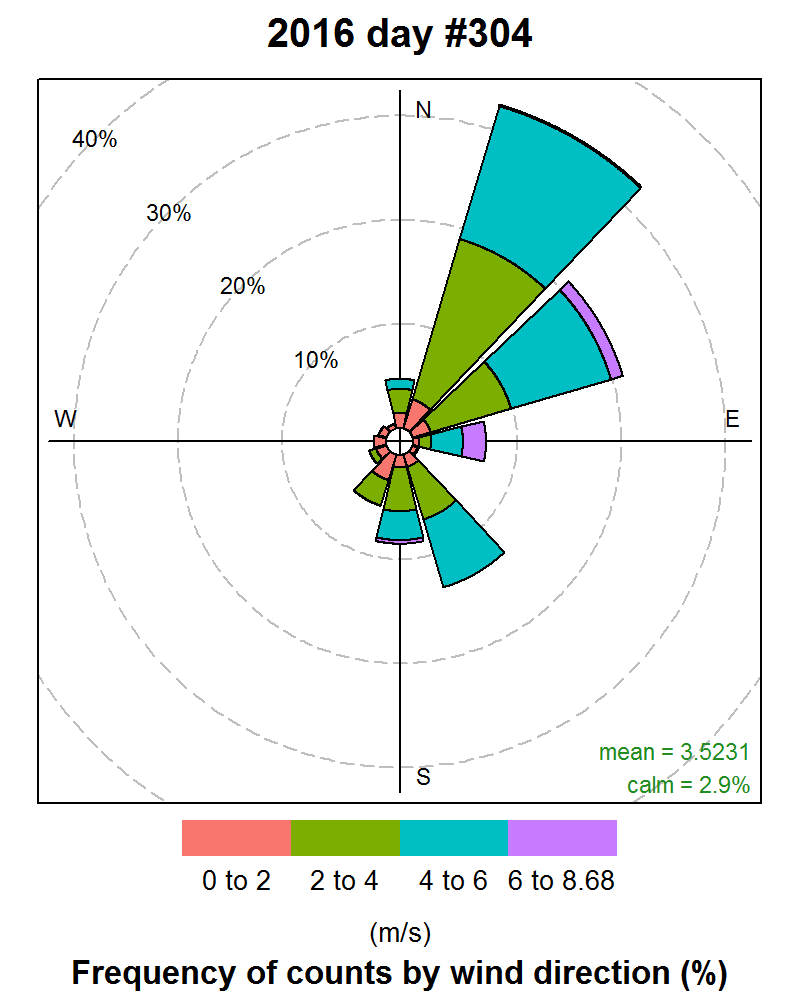 2016 day #304
N
40%
30%
20%
10%
W
E
S
mean = 3.5231
calm = 2.9%
0 to 2
2 to 4
4 to 6
6 to 8.68
(m/s)
Frequency of counts by wind direction (%)